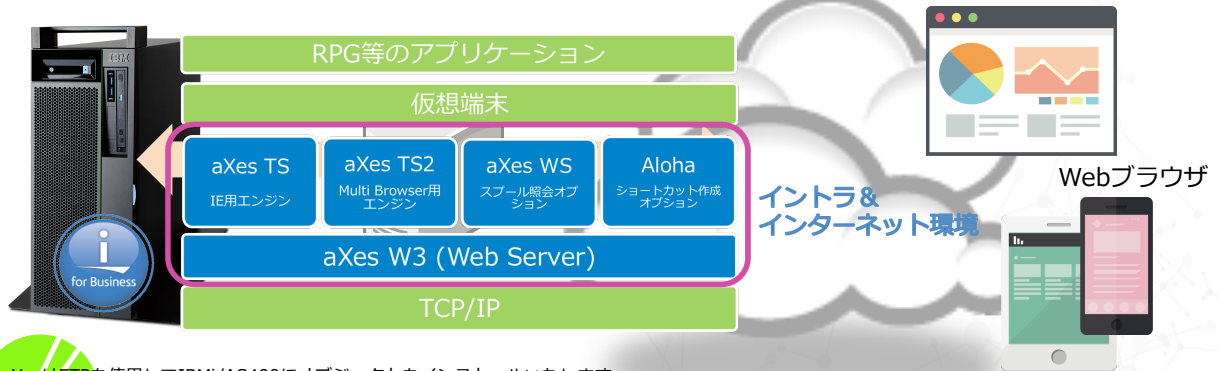 IBM
RPG等のアプリケーション
仮想端末
aXes TS
IE用エンジン
aXes TS2
Multi Browser用
エンジン
aXes WS
スプール照会オプ
ション
Aloha
ショートカット作成
オプション
aXes W3 (Web Server)
TCP/IP
i
for Business
イントラ&
インターネット環境
Webブラウザ